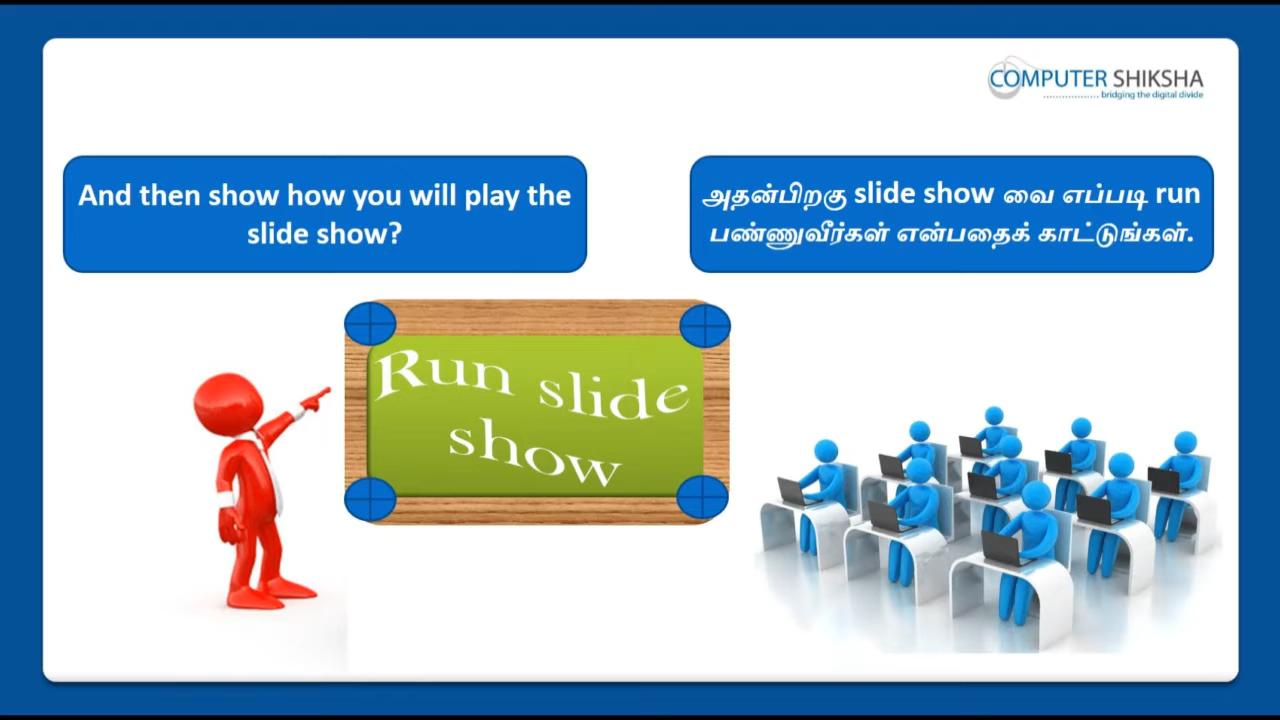 COMPUTER SHIKSHA
bridging the digital divide
And then show how you will play the
slide show?
அதன்பிறகு slide show வை எப்படி run
பண்ணுவீர்கள் என்பதைக் காட்டுங்கள்.
Run slide
show